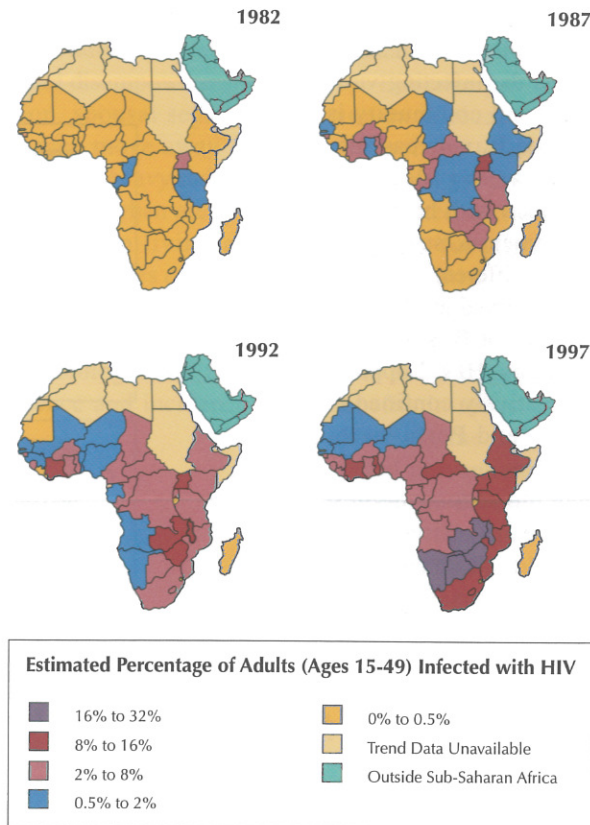 1982
1987
1992
1997
Estimated Percentage of Adults (Ages 15-49) Infected with HIV
16% to 32%
8% to 16%
2% to 8%
0.5% to 2%
0% to 0.5%
Trend Data Unavailable
Outside Sub-Saharan Africa